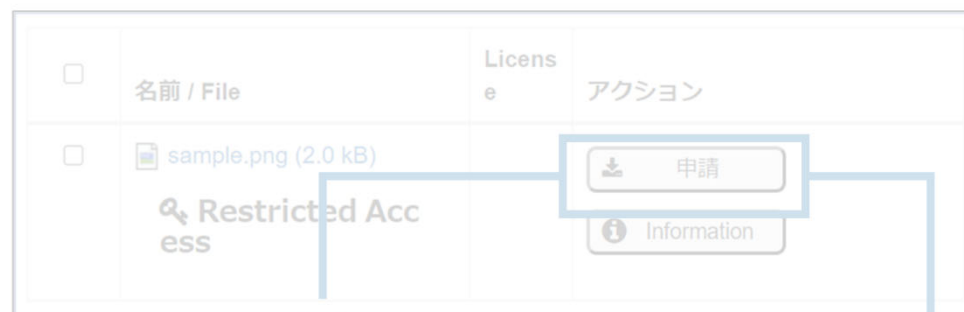 名前 / File
Licens
e
アクション
sample.png (2.0 kB)
Restricted Acc
ess
申請
Information